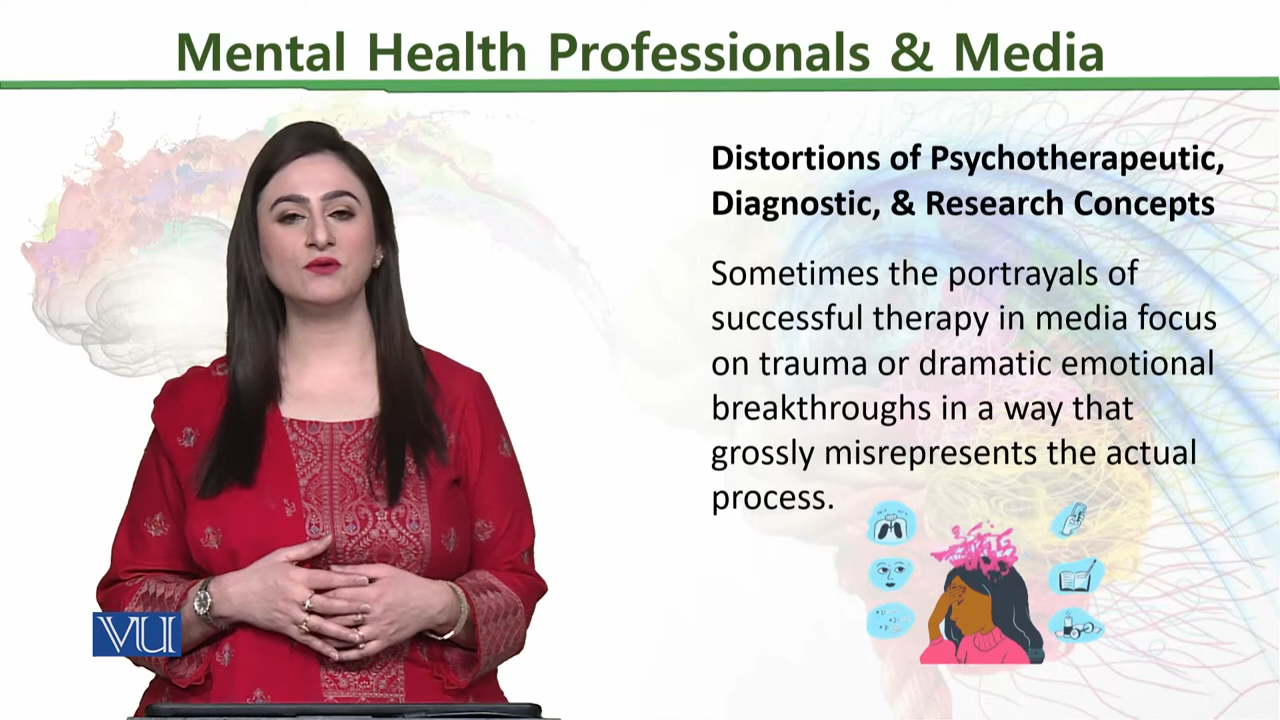 Mental Health Professionals & Media
Distortions of Psychotherapeutic,
Diagnostic, & Research Concepts
Sometimes the portrayals of
successful therapy in media focus
on trauma or dramatic emotional
breakthroughs in a way that
grossly misrepresents the actual
process.
VU